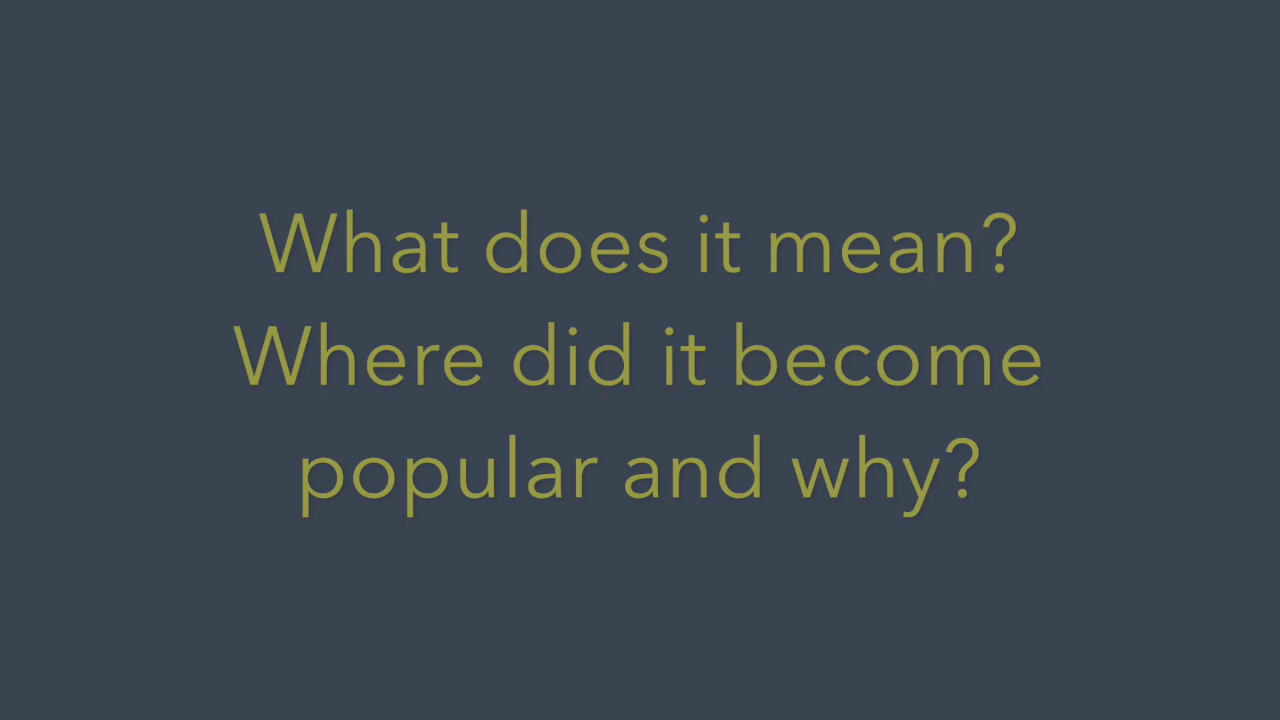 What does it mean?
Where did it become
popular and why?